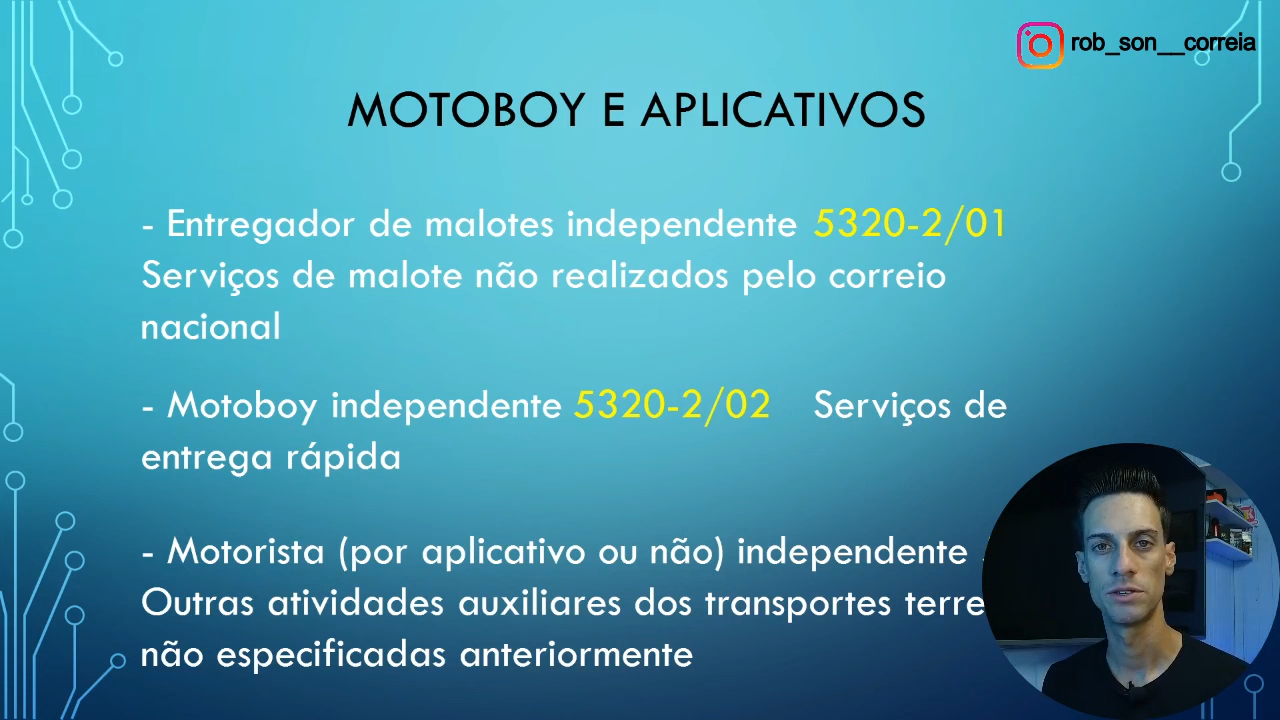 rob_son__correia
MOTOBOY E APLICATIVOS
- Entregador de malotes independente 5320-2/01
Serviços de malote não realizados pelo correio
nacional
- Motoboy independente 5320-2/02 Serviços de
entrega rápida
- Motorista (por aplicativo ou não) independente
Outras atividades auxiliares dos transportes
não especificadas anteriormente